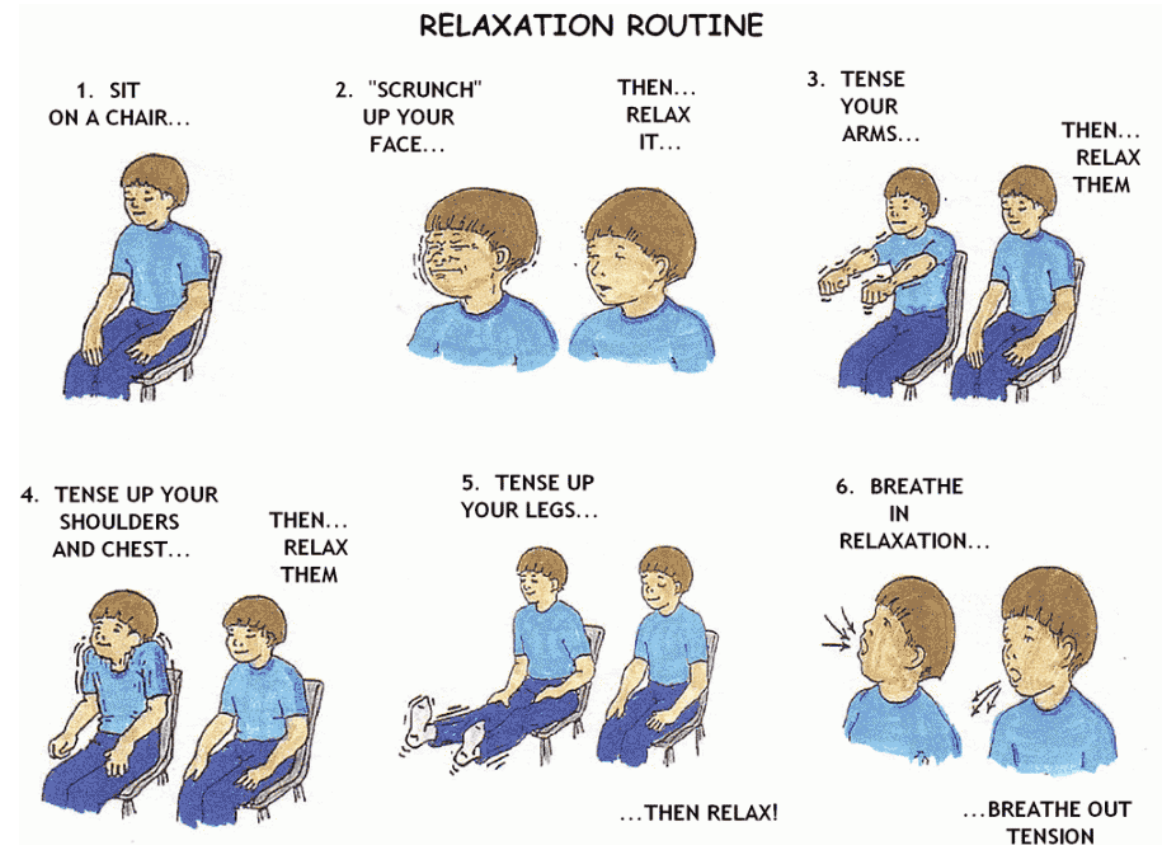 RELAXATION ROUTINE
1. SIT
ON A CHAIR...
2. "SCRUNCH"
UP YOUR
FACE...
THEN...
RELAX
IT...
3. TENSE
YOUR
ARMS...
THEN...
RELAX
THEM
4. TENSE UP YOUR
SHOULDERS
AND CHEST...
THEN...
RELAX
THEM
5. TENSE UP
YOUR LEGS...
...THEN RELAX!
6. BREATHE
IN
RELAXATION...
...BREATHE OUT
TENSION